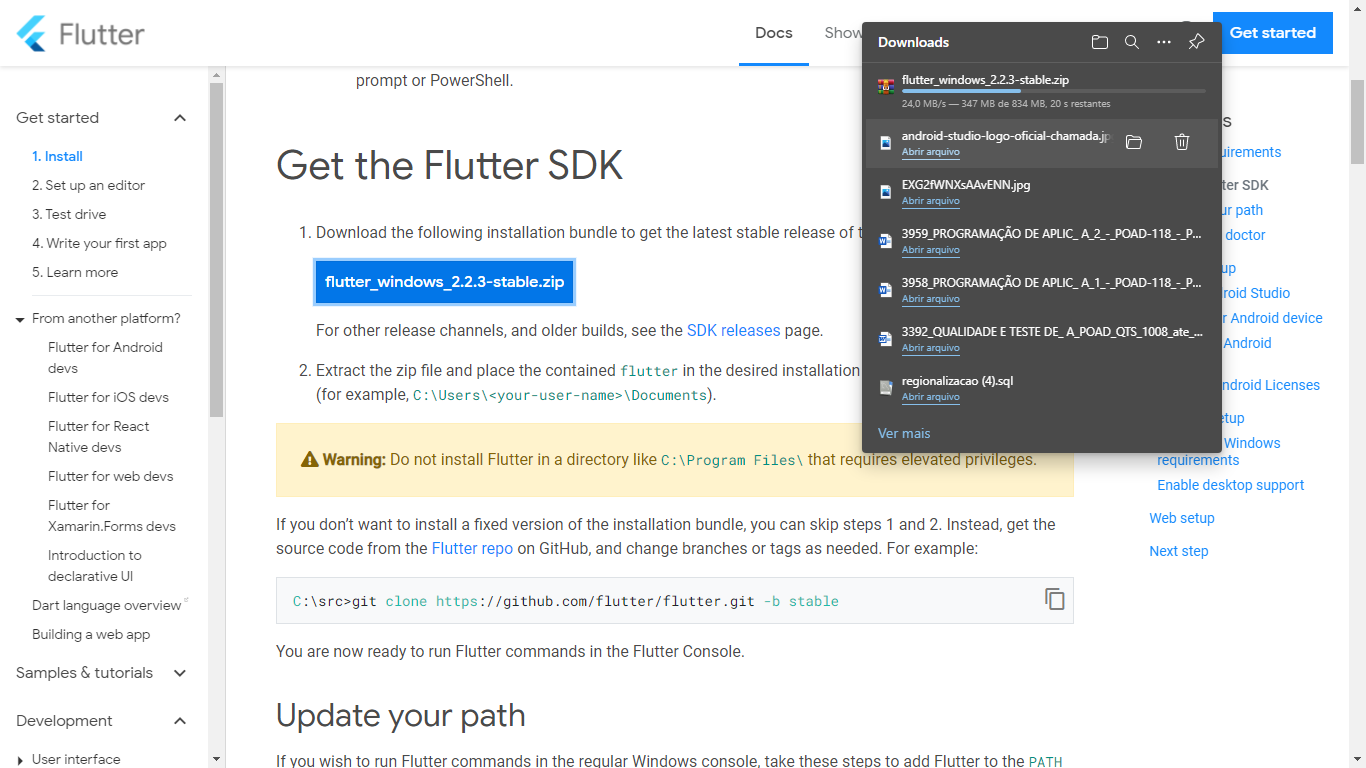 Flutter
Docs
Get started
Get started
1. Install
2. Set up an editor
3. Test drive
4. Write your first app
5. Learn more
From another platform?
Flutter for Android
devs
Flutter for iOS devs
Flutter for React
Native devs
Flutter for web devs
Flutter for
Xamarin.Forms devs
Introduction to
declarative UI
Dart language overview
Building a web app
Samples & tutorials
Development
User interface
prompt or PowerShell.
Get the Flutter SDK
1. Download the following installation bundle to get the latest stable release of
flutter_windows_2.2.3-stable.zip
For other release channels, and older builds, see the SDK releases page.
2. Extract the zip file and place the contained flutter in the desired installation
(for example, C:\Users\<your-user-name>\Documents).
Warning: Do not install Flutter in a directory like C:\Program Files\ that requires elevated privileges.
If you don’t want to install a fixed version of the installation bundle, you can skip steps 1 and 2. Instead, get the
source code from the Flutter repo on GitHub, and change branches or tags as needed. For example:
C:\src>git clone https://github.com/flutter/flutter.git -b stable
You are now ready to run Flutter commands in the Flutter Console.
Update your path
If you wish to run Flutter commands in the regular Windows console, take these steps to add Flutter to the PATH
Downloads
flutter_windows_2.2.3-stable.zip
24,0 MB/s — 347 MB de 834 MB, 20 s restantes
android-studio-logo-oficial-chamada.jp
Abrir arquivo
EXG2fWNXsAAvENN.jpg
Abrir arquivo
3959_PROGRAMAÇÃO DE APLIC_ A_2_-_POAD-118_-_P...
Abrir arquivo
3958_PROGRAMAÇÃO DE APLIC_ A_1_-_POAD-118_-_P...
Abrir arquivo
3392_QUALIDADE E TESTE DE_ A_POAD_QTS_1008_ate_...
Abrir arquivo
regionalizacao (4).sql
Abrir arquivo
Ver mais
SDK
path
doctor
Studio
Android device
Android
Android Licenses
Windows
requirements
Enable desktop support
Web setup
Next step